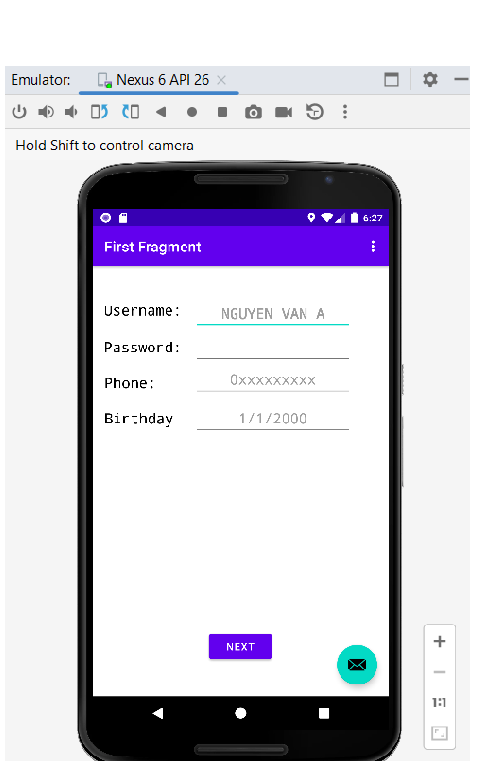 Emulator: Nexus 6 API 26
Hold Shift to control camera
6:27
First Fragment
Username: NGUYEN VAN A
Password:
Phone: 0xxxxxxxxx
Birthday 1/1/2000
NEXT
1:1